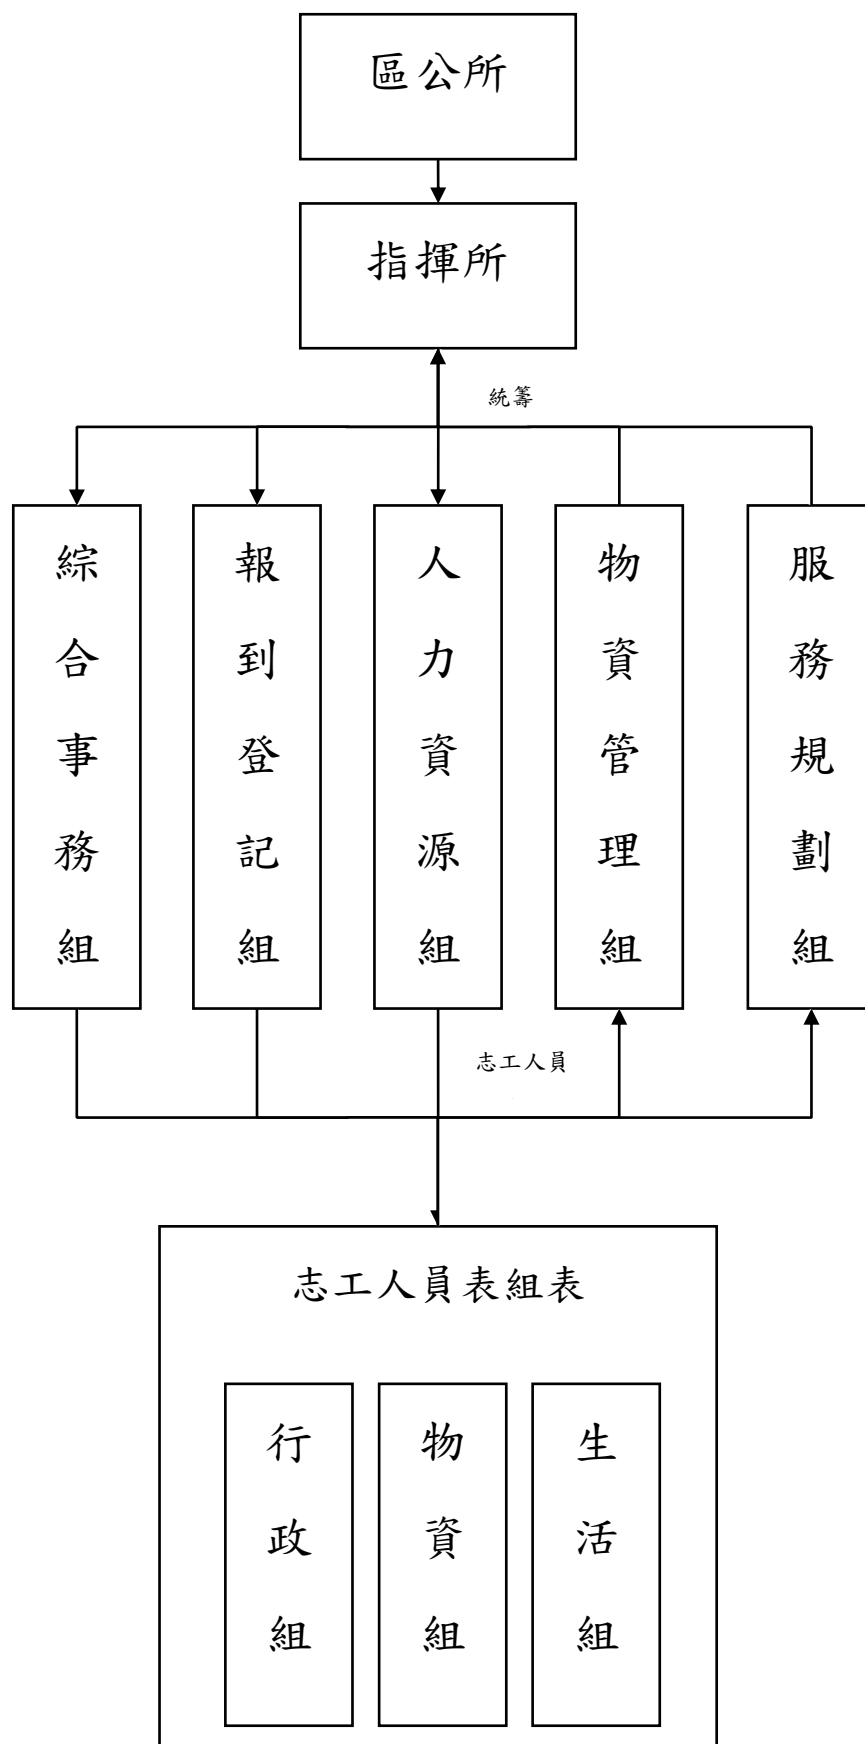 區公所
指揮所
統籌
綜合事務組
報到登記組
人力資源組
物資管理組
服務規劃組
志工人員
志工人員表組表
行政組
物資組
生活組